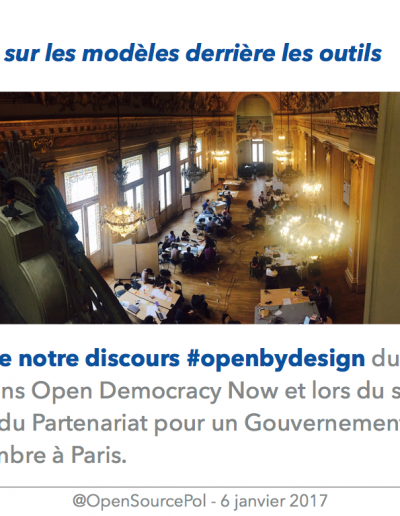 sur les modèles derrière les outils
e notre discours #openbydesign du
ns Open Democracy Now et lors du s
du Partenariat pour un Gouvernement
mbre à Paris.
@OpenSourcePol - 6 janvier 2017